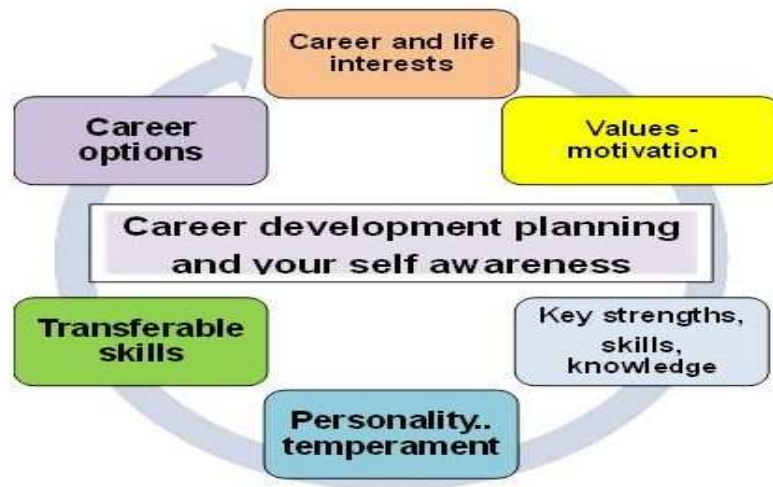 Career and life
interests
Values -
motivation
Key strengths,
skills,
knowledge
Personality..
temperament
Transferable
skills
Career
options
Career development planning
and your self awareness